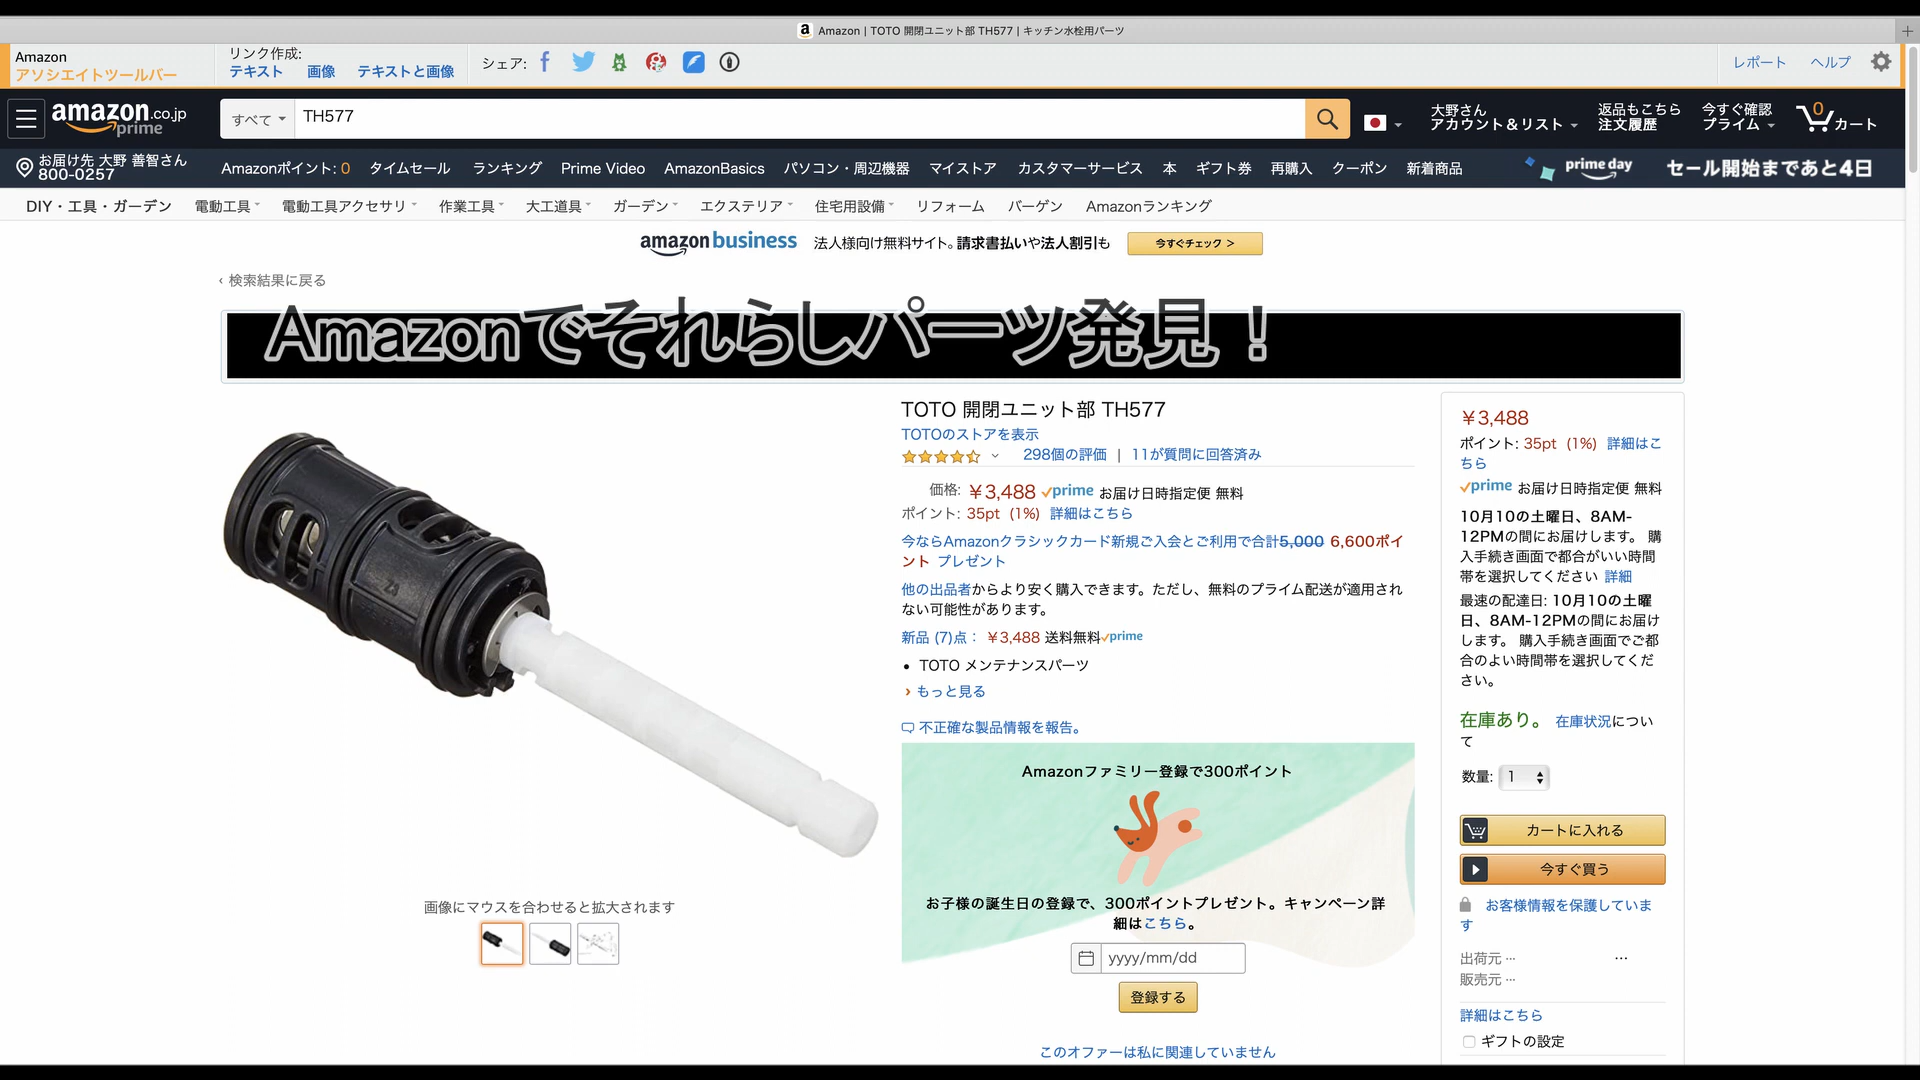 Amazon | TOTO 開閉ユニット部 TH577 | キッチン水栓用パーツ
Amazon
アソシエイトツールバー
リンク作成:
テキスト 画像 テキストと画像
シェア:
レポート ヘルプ
amazon.co.jp
prime
すべて
TH577
大野さん
アカウント＆リスト
返品もこちら
注文履歴
今すぐ確認
プライム
0
カート
お届け先 大野 善智さん
800-0257
Amazonポイント: 0 タイムセール ランキング Prime Video AmazonBasics パソコン・周辺機器 マイストア カスタマーサービス 本 ギフト券 再購入 クーポン 新着商品
prime day セール開始まであと4日
DIY・工具・ガーデン 電動工具 電動工具アクセサリ 作業工具 大工道具 ガーデン エクステリア 住宅用設備 リフォーム バーゲン Amazonランキング
amazon business 法人様向け無料サイト。請求書払いや法人割引も 今すぐチェック >
‹ 検索結果に戻る
Amazonでそれらしパーツ発見！
TOTO 開閉ユニット部 TH577
TOTOのストアを表示
298個の評価 | 11が質問に回答済み
価格: ￥3,488 prime お届け日時指定便 無料
ポイント: 35pt (1%) 詳細はこちら
今ならAmazonクラシックカード新規ご入会とご利用で合計5,000 6,600ポイ
ント プレゼント
他の出品者からより安く購入できます。ただし、無料のプライム配送が適用され
ない可能性があります。
新品 (7)点： ￥3,488 送料無料 prime
• TOTO メンテナンスパーツ
› もっと見る
不正確な製品情報を報告。
Amazonファミリー登録で300ポイント
お子様の誕生日の登録で、300ポイントプレゼント。キャンペーン詳
細はこちら。
yyyy/mm/dd
登録する
このオファーは私に関連していません
画像にマウスを合わせると拡大されます
￥3,488
ポイント: 35pt (1%) 詳細はこ
ちら
prime お届け日時指定便 無料
10月10の土曜日、8AM-
12PMの間にお届けします。 購
入手続き画面で都合がいい時間
帯を選択してください 詳細
最速の配達日: 10月10の土曜
日、8AM-12PMの間にお届け
します。 購入手続き画面でご都
合のよい時間帯を選択してくだ
さい。
在庫あり。 在庫状況につい
て
数量: 1
カートに入れる
今すぐ買う
お客様情報を保護していま
す
出荷元 ... ...
販売元 ...
詳細はこちら
ギフトの設定